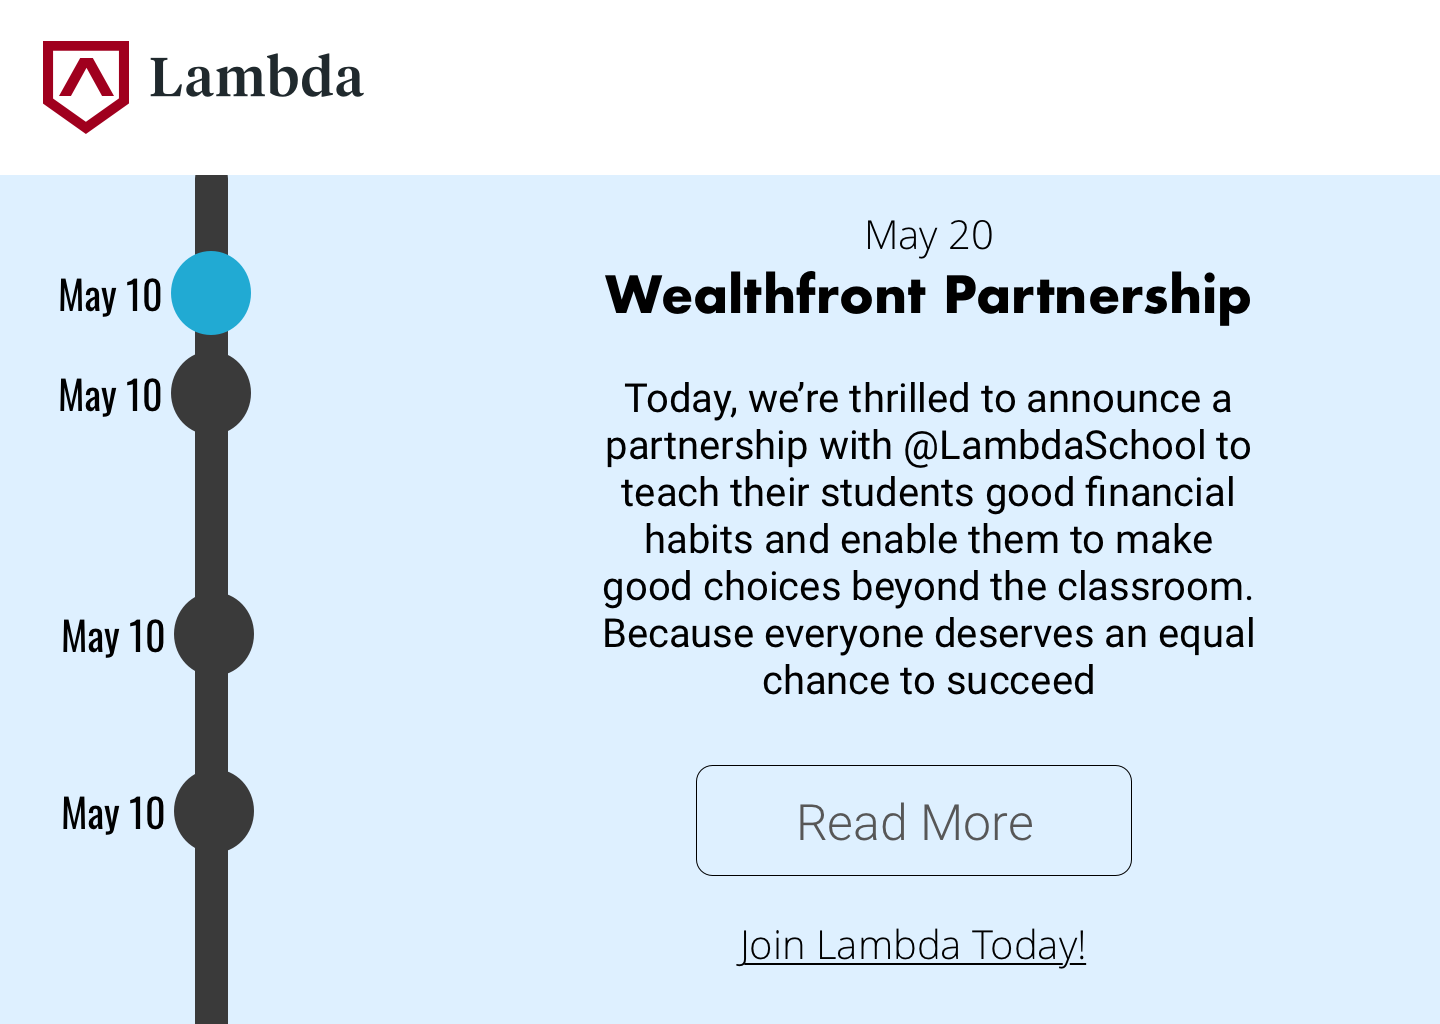 Lambda
May 10
May 10
May 10
May 10
May 20
Wealthfront Partnership
Today, we’re thrilled to announce a
partnership with @LambdaSchool to
teach their students good financial
habits and enable them to make
good choices beyond the classroom.
Because everyone deserves an equal
chance to succeed
Read More
Join Lambda Today!